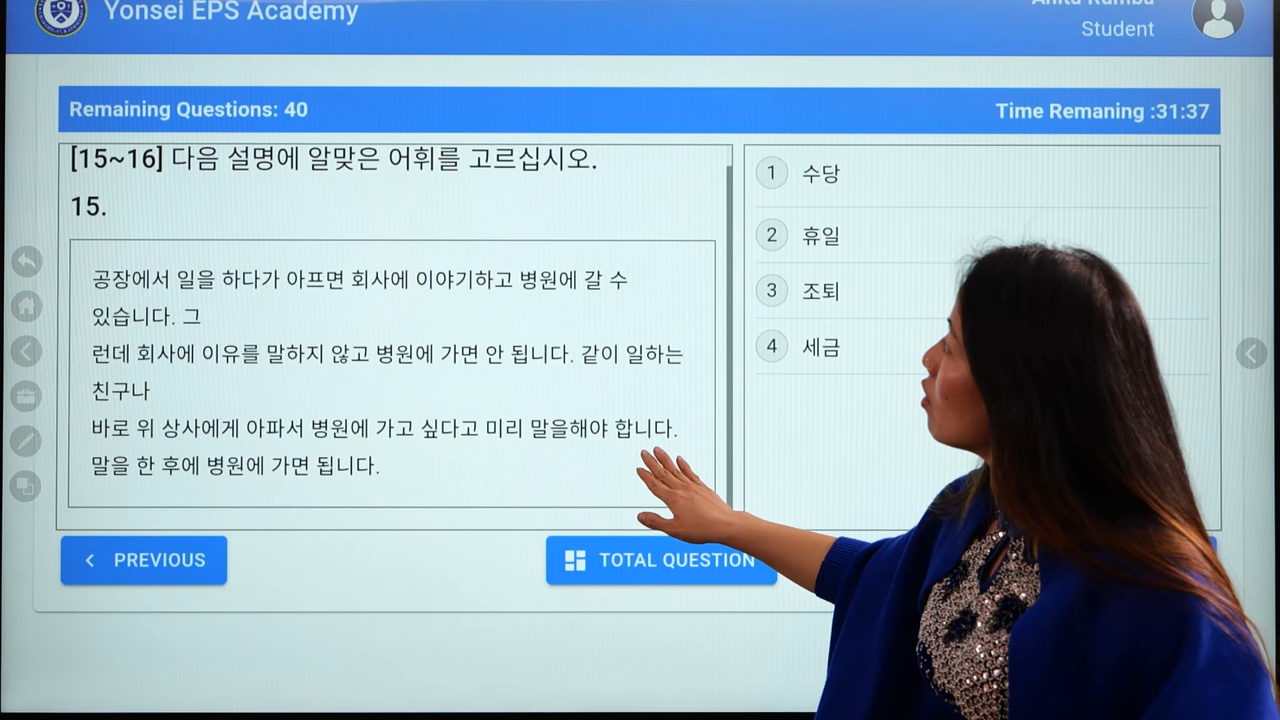 Yonsei EPS Academy
Student
Remaining Questions: 40
Time Remaning :31:37
[15~16] 다음 설명에 알맞은 어휘를 고르십시오.
15.
공장에서 일을 하다가 아프면 회사에 이야기하고 병원에 갈 수
있습니다. 그
런데 회사에 이유를 말하지 않고 병원에 가면 안 됩니다. 같이 일하는
친구나
바로 위 상사에게 아파서 병원에 가고 싶다고 미리 말을해야 합니다.
말을 한 후에 병원에 가면 됩니다.
1 수당
2 휴일
3 조퇴
4 세금
PREVIOUS
TOTAL QUESTION